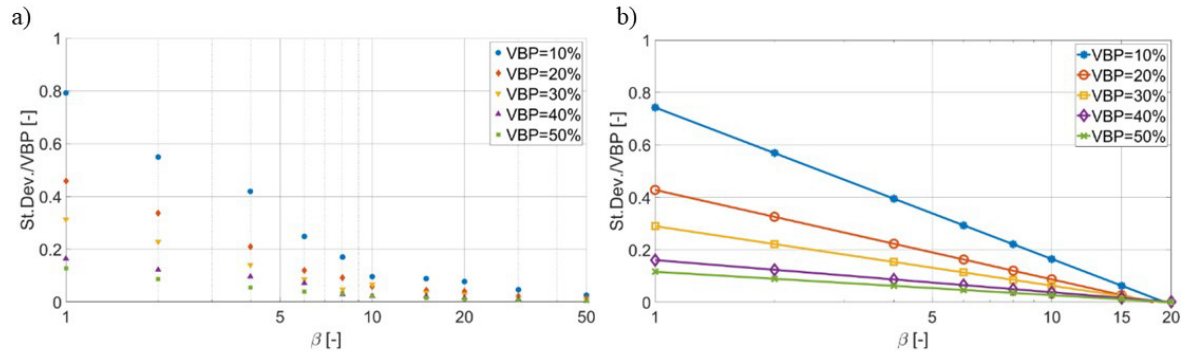 a)
St.Dev./VBP [-]
1
0.8
0.6
0.4
0.2
0
1
5
10
20
50
β [-]
VBP=10%
VBP=20%
VBP=30%
VBP=40%
VBP=50%
b)
St.Dev./VBP [-]
1
0.8
0.6
0.4
0.2
0
1
5
10
15
20
β [-]
VBP=10%
VBP=20%
VBP=30%
VBP=40%
VBP=50%